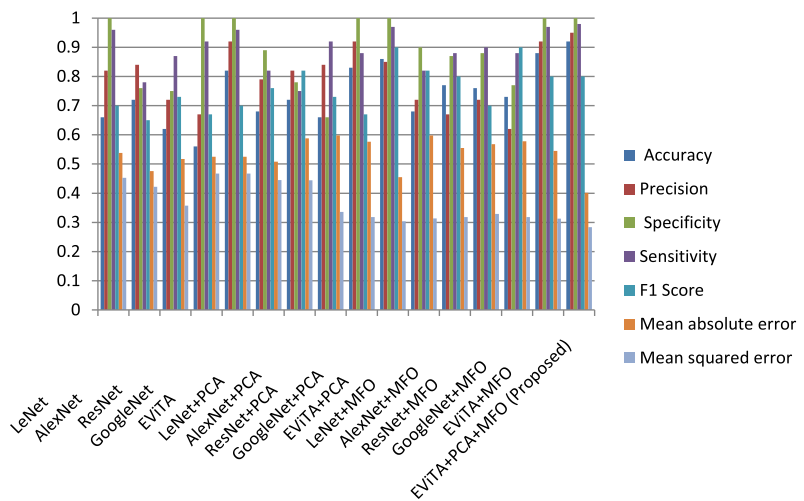 1
0.9
0.8
0.7
0.6
0.5
0.4
0.3
0.2
0.1
0
LeNet
AlexNet
ResNet
GoogleNet
EViTA
LeNet+PCA
AlexNet+PCA
ResNet+PCA
GoogleNet+PCA
EViTA+PCA
LeNet+MFO
AlexNet+MFO
ResNet+MFO
GoogleNet+MFO
EViTA+MFO
EViTA+PCA+MFO (Proposed)
Accuracy
Precision
Specificity
Sensitivity
F1 Score
Mean absolute error
Mean squared error